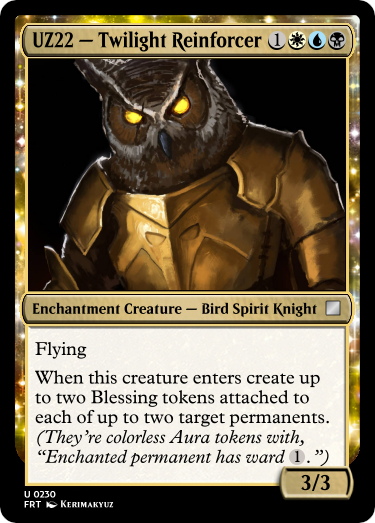 UZ22 — Twilight Reinforcer 1
Enchantment Creature — Bird Spirit Knight
Flying
When this creature enters create up
to two Blessing tokens attached to
each of up to two target permanents.
(They’re colorless Aura tokens with,
“Enchanted permanent has ward 1.”)
3/3
U 0230
FRT Kerimakyuz